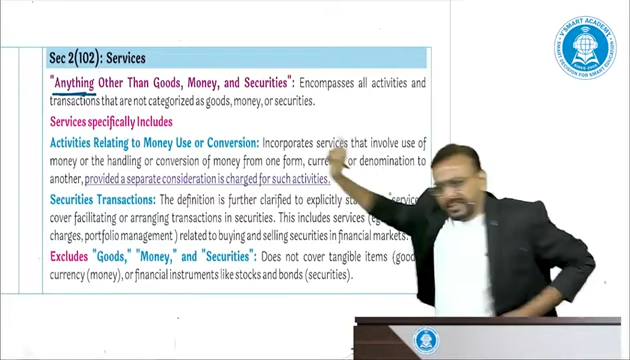 Sec 2(102): Services
"Anything Other Than Goods, Money, and Securities": Encompasses all activities and
transactions that are not categorized as goods, money, or securities.
Services specifically Includes
Activities Relating to Money Use or Conversion: Incorporates services that involve use of
money or the handling or conversion of money from one form, or denomination to
another, provided a separate consideration is charged for such activities.
Securities Transactions: The definition is further clarified to explicitly
cover facilitating or arranging transactions in securities. This includes services
charges, portfolio management) related to buying and selling securities in financial markets.
Excludes "Goods," "Money," and "Securities": Does not cover tangible items
currency (money), or financial instruments like stocks and bonds (securities).
V'SMART ACADEMY